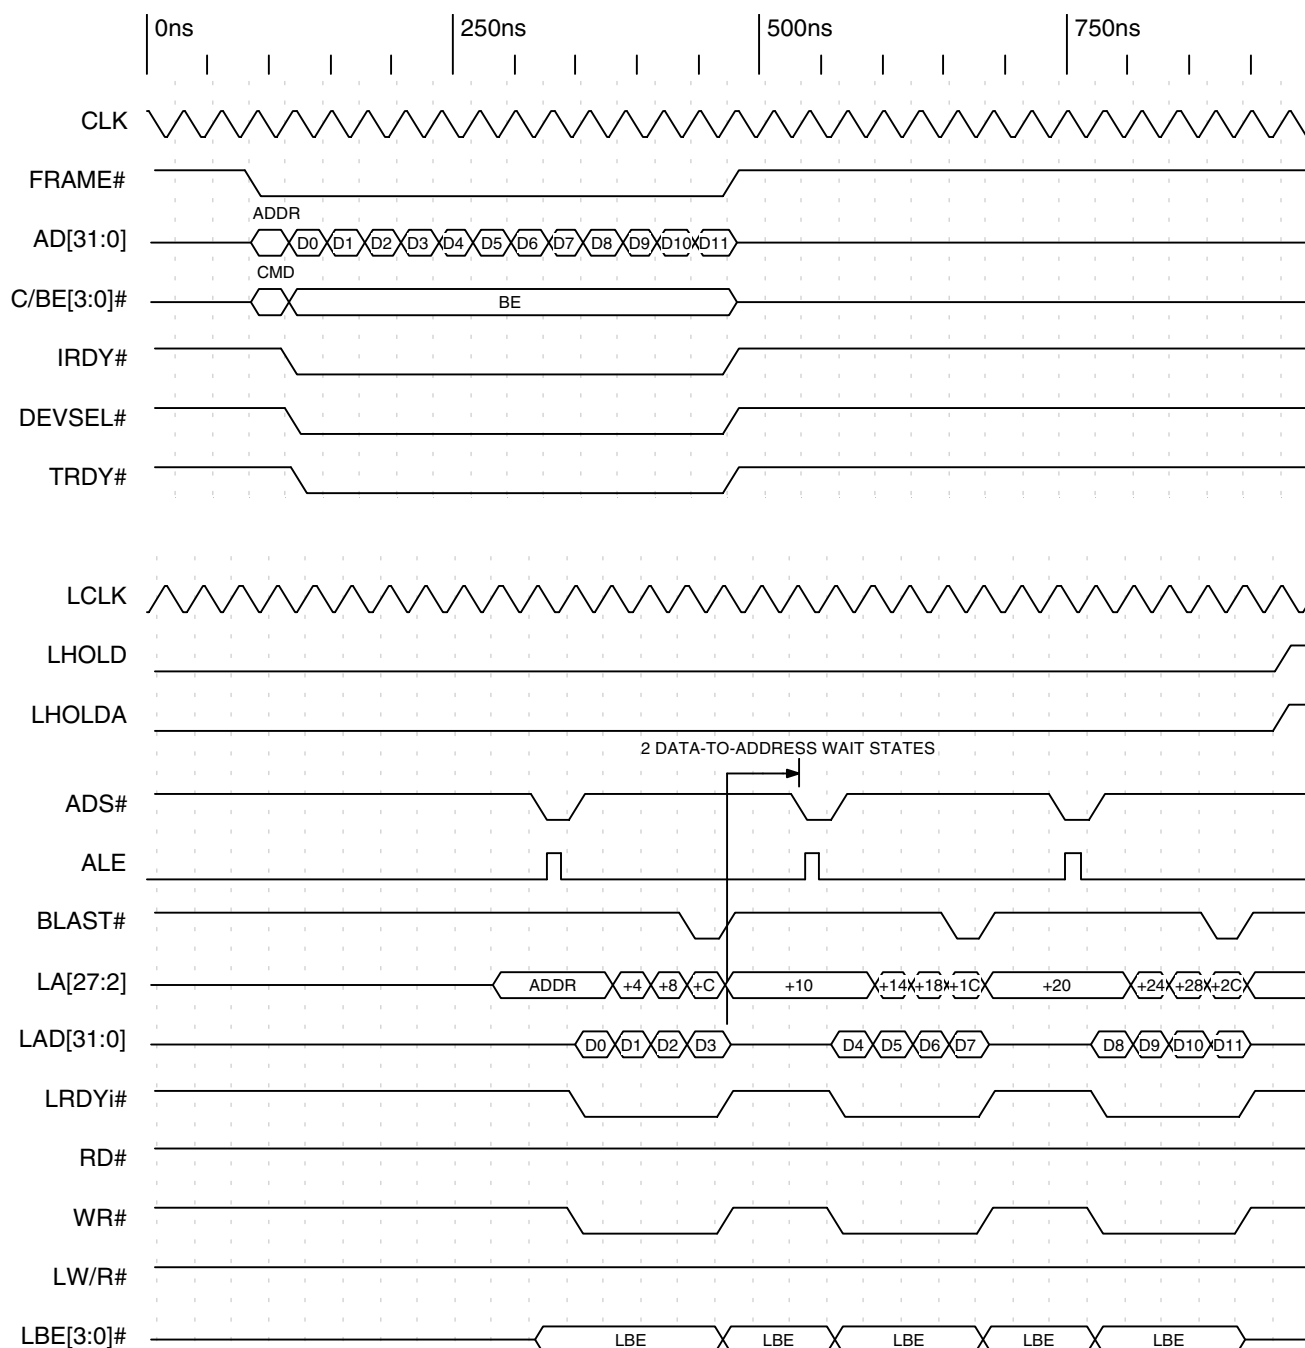 0ns 250ns 500ns 750ns
CLK
FRAME#
ADDR
AD[31:0] D0 D1 D2 D3 D4 D5 D6 D7 D8 D9 D10 D11
CMD
C/BE[3:0]# BE
IRDY#
DEVSEL#
TRDY#
LCLK
LHOLD
LHOLDA
2 DATA-TO-ADDRESS WAIT STATES
ADS#
ALE
BLAST#
LA[27:2] ADDR +4 +8 +C +10 +14 +18 +1C +20 +24 +28 +2C
LAD[31:0] D0 D1 D2 D3 D4 D5 D6 D7 D8 D9 D10 D11
LRDYi#
RD#
WR#
LW/R#
LBE[3:0]# LBE LBE LBE LBE LBE